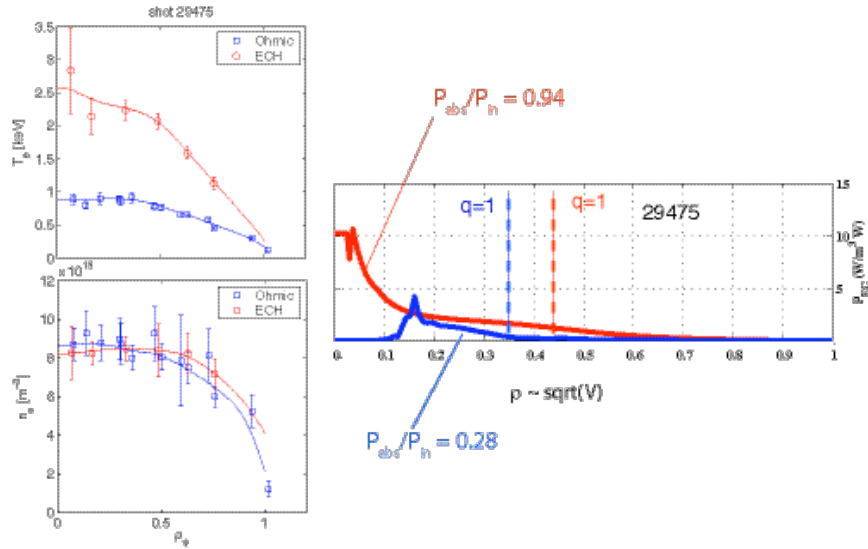 shot 29475
3.5
3
2.5
2
1.5
1
0.5
0
T_e [keV]
Ohmic
ECH
0
0.5
1
12
10
8
6
4
2
0
n_e [m^-3]
Ohmic
ECH
0
0.5
1
ρ_ψ
P_abs/P_in = 0.94
q=1
q=1
29475
15
10
5
0.
0.1
0.2
0.3
0.4
0.5
0.6
0.7
0.8
0.9
1
ρ ~ sqrt(V)
P_abs/P_in = 0.28